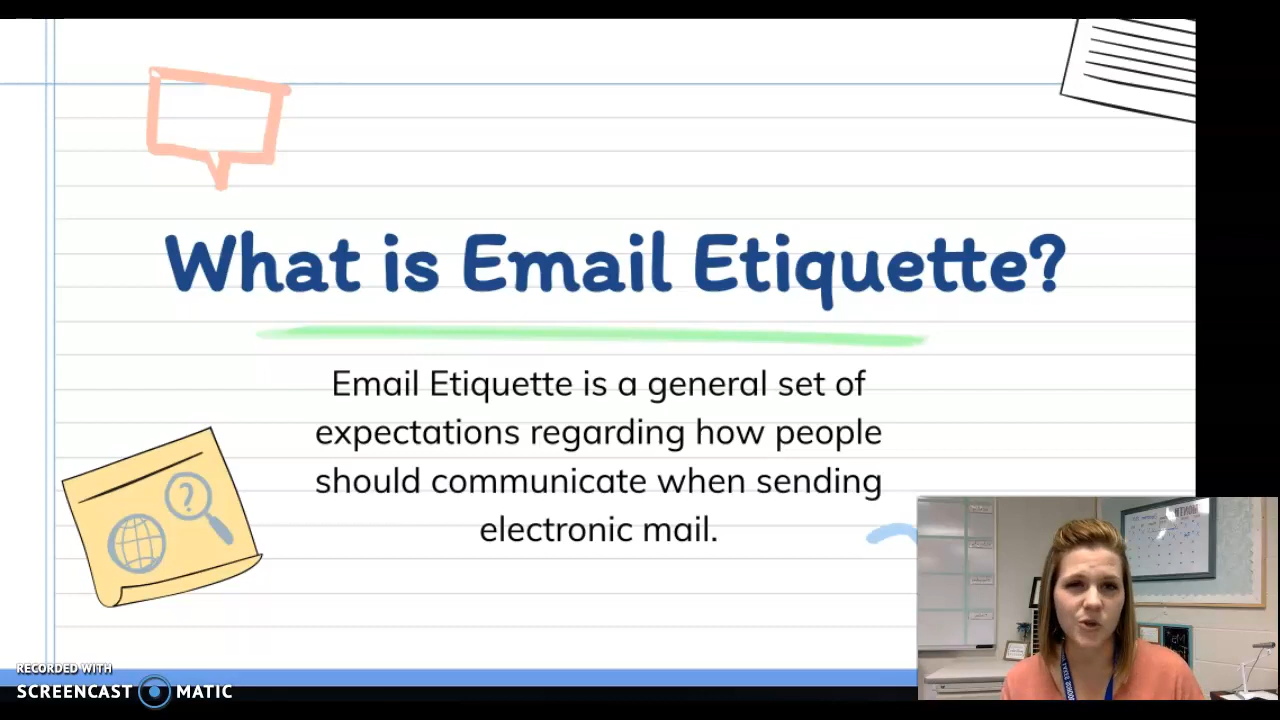 What is Email Etiquette?
Email Etiquette is a general set of
expectations regarding how people
should communicate when sending
electronic mail.
RECORDED WITH
SCREENCAST MATIC